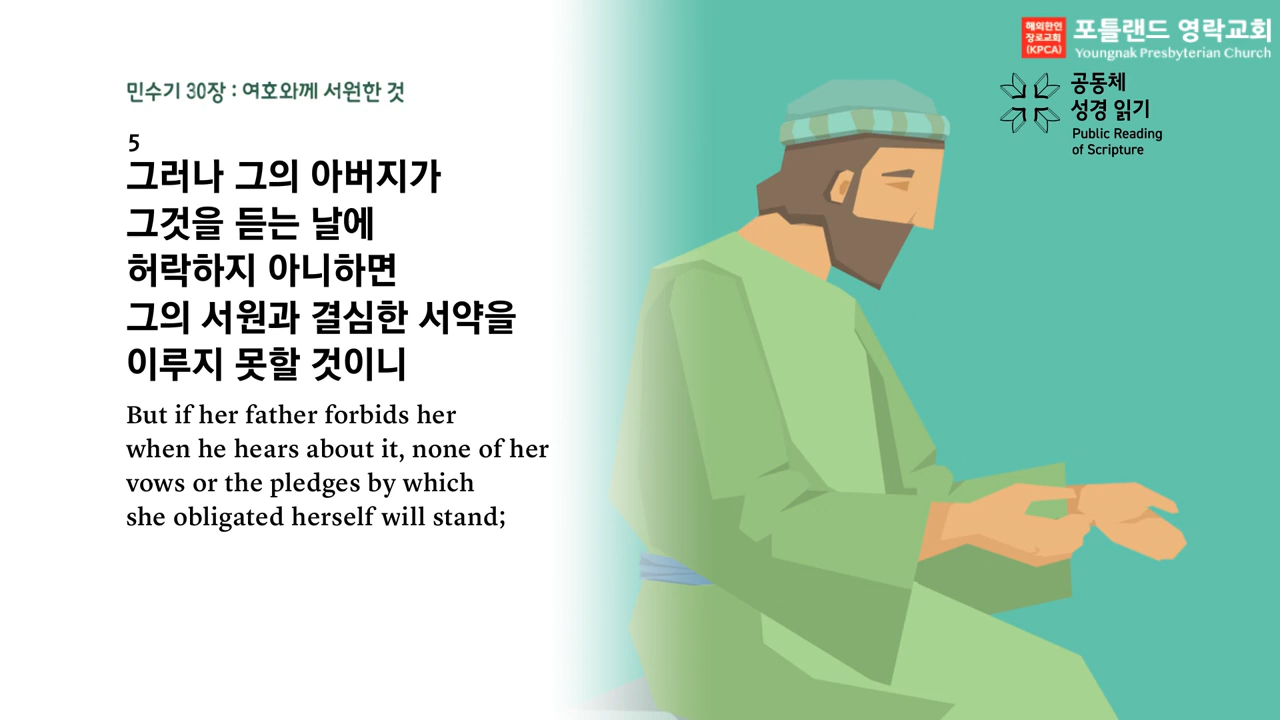 해외한인
장로교회
(KPCA)
포틀랜드 영락교회
Youngnak Presbyterian Church
공동체
성경 읽기
Public Reading
of Scripture
민수기 30장 : 여호와께 서원한 것
5
그러나 그의 아버지가
그것을 듣는 날에
허락하지 아니하면
그의 서원과 결심한 서약을
이루지 못할 것이니
But if her father forbids her
when he hears about it, none of her
vows or the pledges by which
she obligated herself will stand;